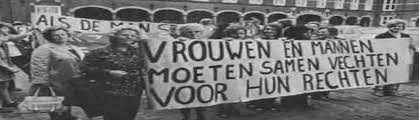 ALS DE MAN S
VROUWEN EN MANNEN
MOETEN SAMEN VECHTEN
VOOR HUN RECHTEN